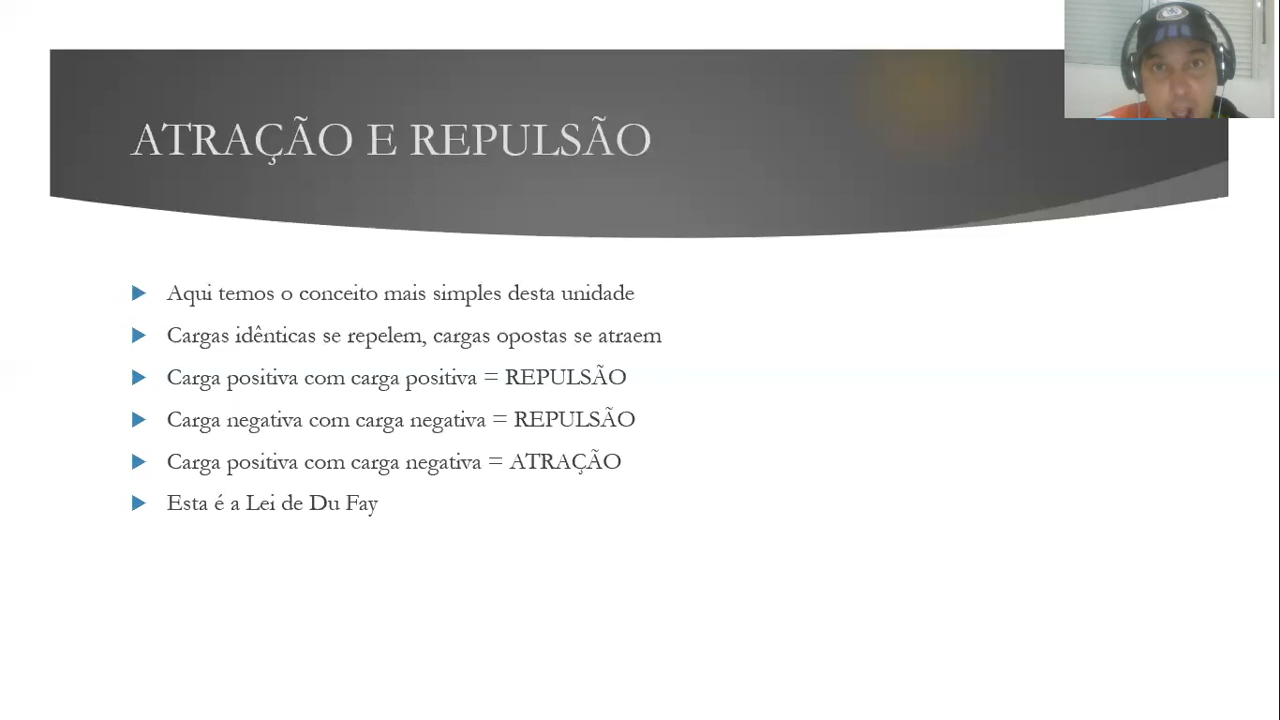 ATRAÇÃO E REPULSÃO
Aqui temos o conceito mais simples desta unidade
Cargas idênticas se repelem, cargas opostas se atraem
Carga positiva com carga positiva = REPULSÃO
Carga negativa com carga negativa = REPULSÃO
Carga positiva com carga negativa = ATRAÇÃO
Esta é a Lei de Du Fay